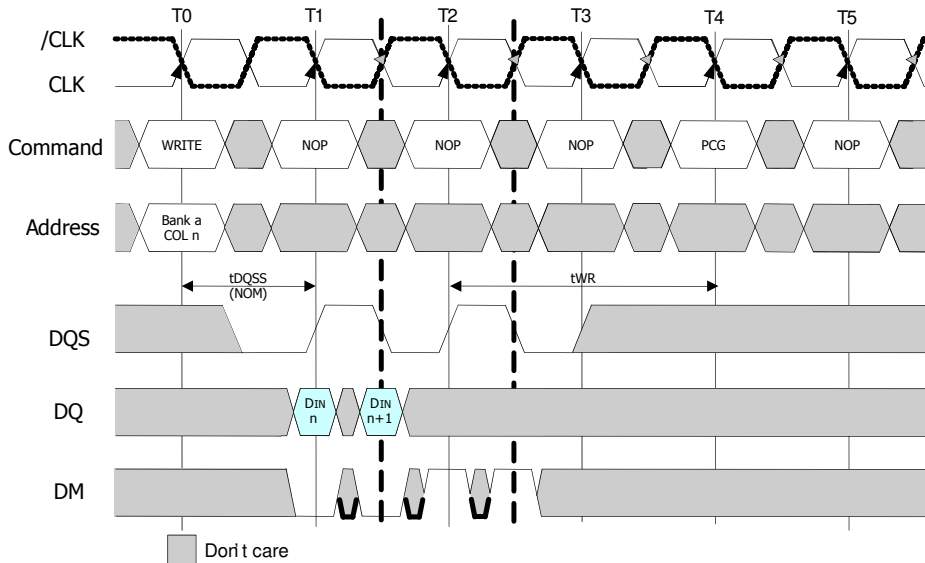 T0 T1 T2 T3 T4 T5
/CLK
CLK
Command WRITE NOP NOP NOP PCG NOP
Address Bank a
COL n
tDQSS
(NOM)
tWR
DQS
DQ DIN
n
DIN
n+1
DM
Don't care